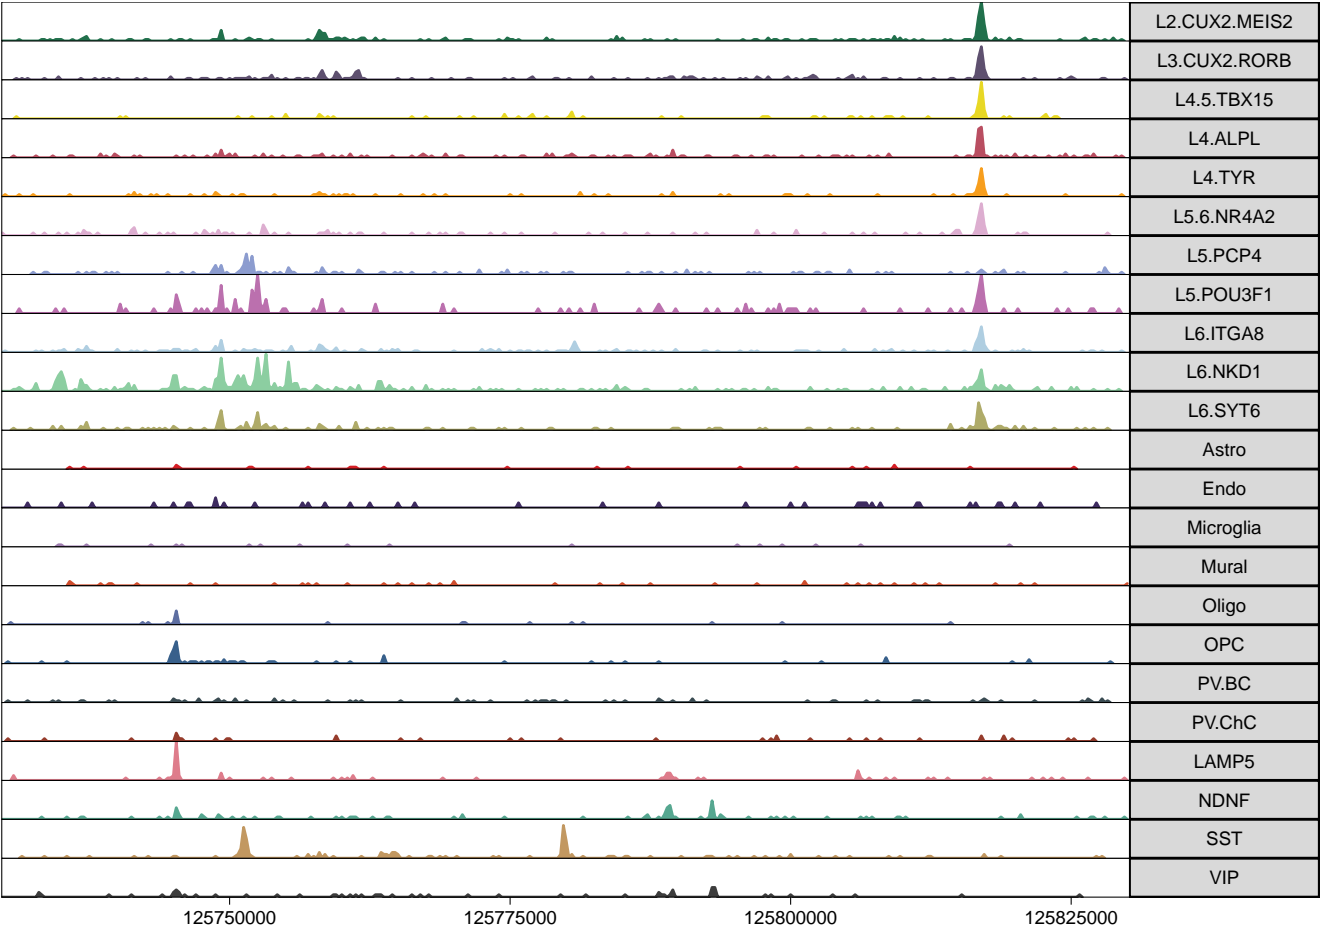 L2.CUX2.MEIS2
L3.CUX2.RORB
L4.5.TBX15
L4.ALPL
L4.TYR
L5.6.NR4A2
L5.PCP4
L5.POU3F1
L6.ITGA8
L6.NKD1
L6.SYT6
Astro
Endo
Microglia
Mural
Oligo
OPC
PV.BC
PV.ChC
LAMP5
NDNF
SST
VIP
125750000 125775000 125800000 125825000